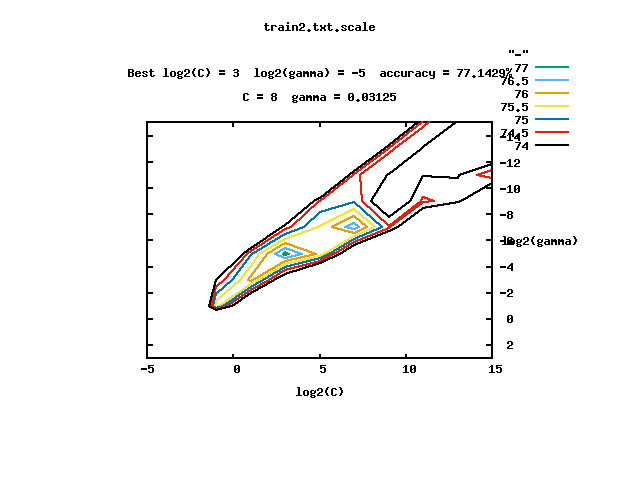 train2.txt.scale
"-"
Best log2(C) = 3 log2(gamma) = -5 accuracy = 77.1429%
77
76.5
C = 8 gamma = 0.03125
76
75.5
75
74.5
74
-14
-12
-10
-8
-6
log2(gamma)
-4
-2
0
2
-5 0 5 10 15
log2(C)